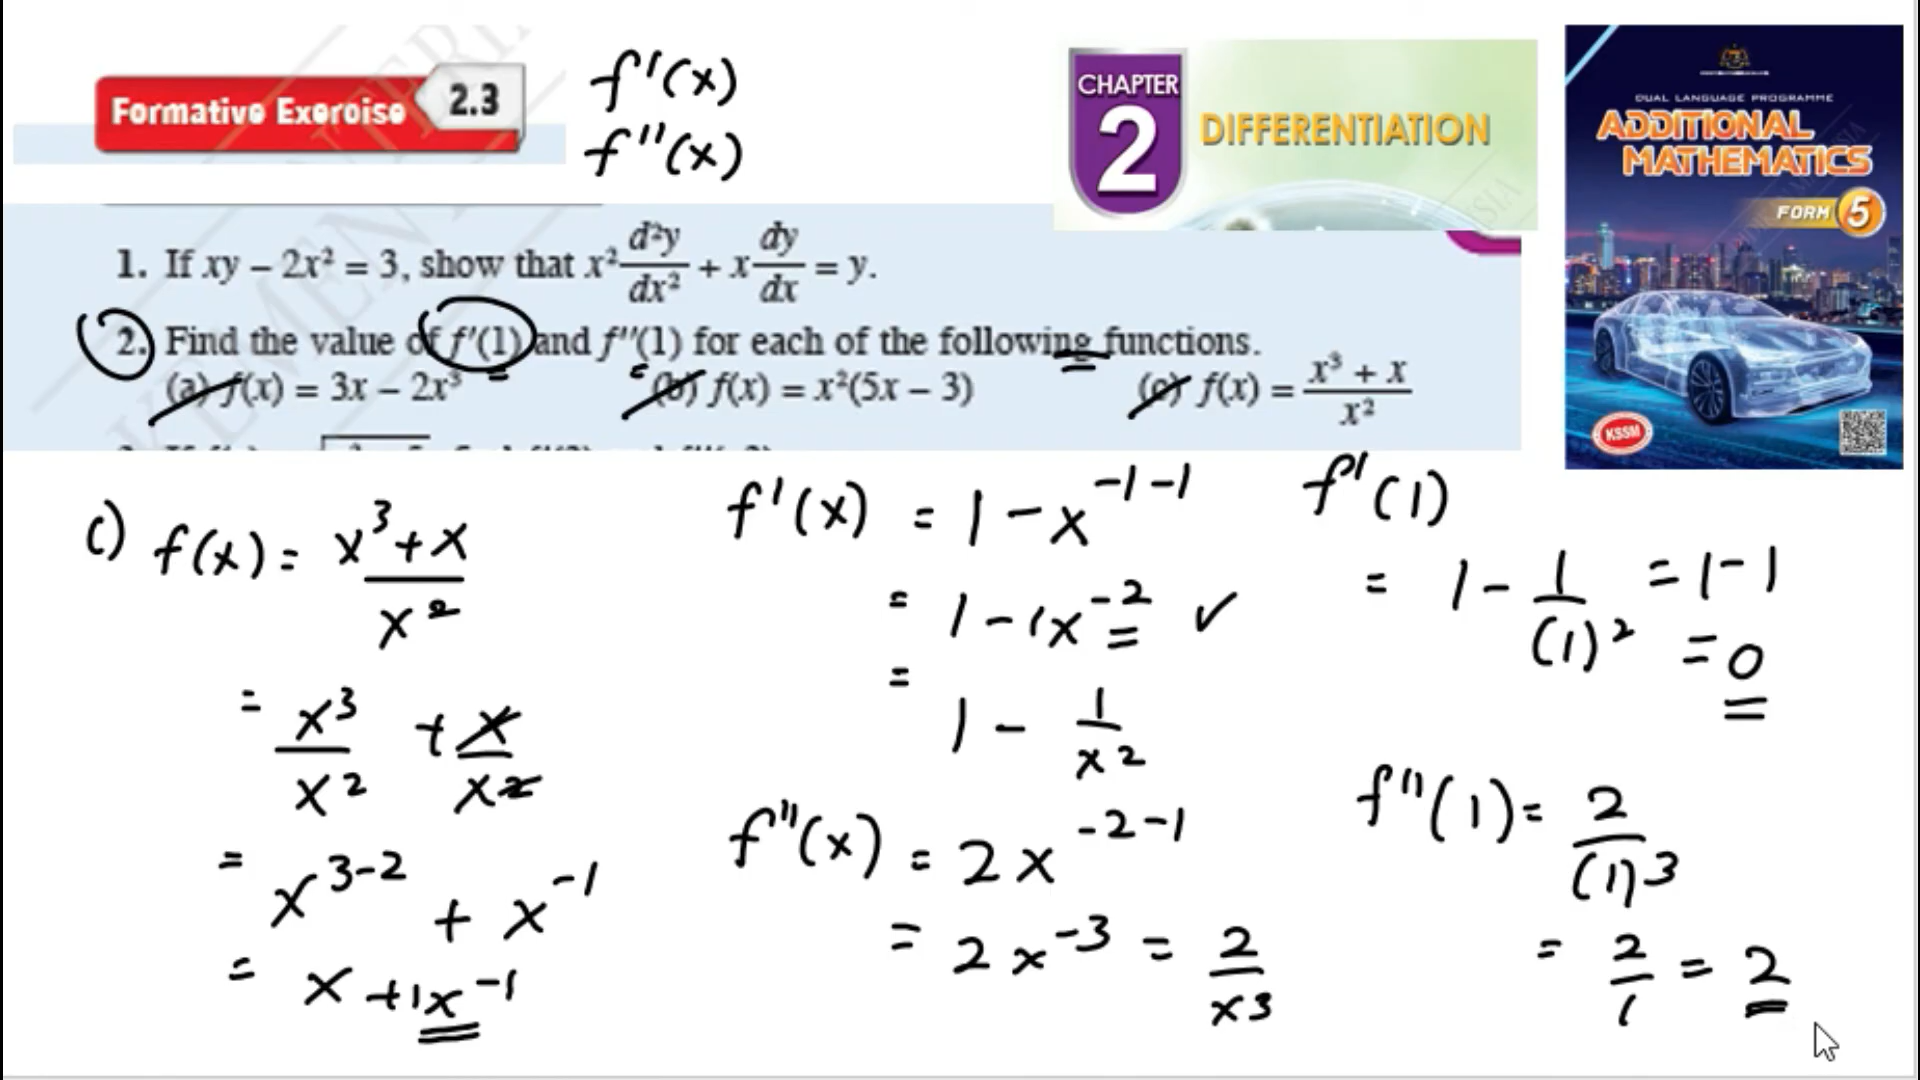 Formative Exercise 2.3
f'(x)
f''(x)
CHAPTER 2 DIFFERENTIATION
DUAL LANGUAGE PROGRAMME
ADDITIONAL
MATHEMATICS
FORM 5
KSSM
1. If xy – 2x² = 3, show that x² d²y/dx² + x dy/dx = y.
2. Find the value of f'(1) and f''(1) for each of the following functions.
(a) f(x) = 3x – 2x³ (b) f(x) = x²(5x – 3) (c) f(x) = (x³ + x)/x²
c) f(x) = (x³ + x)/x²
= x³/x² + x/x²
= x³⁻² + x⁻¹
= x + 1x⁻¹
f'(x) = 1 - x⁻¹⁻¹
= 1 - 1x⁻² ✓
= 1 - 1/x²
f''(x) = 2x⁻²⁻¹
= 2x⁻³ = 2/x³
f'(1)
= 1 - 1/(1)² = 1 - 1
= 0
f''(1) = 2/(1)³
= 2/1 = 2